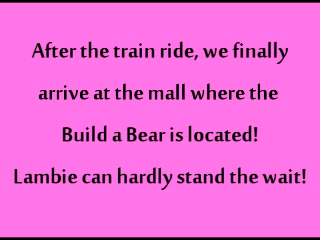 After the train ride, we finally
arrive at the mall where the
Build a Bear is located!
Lambie can hardly stand the wait!